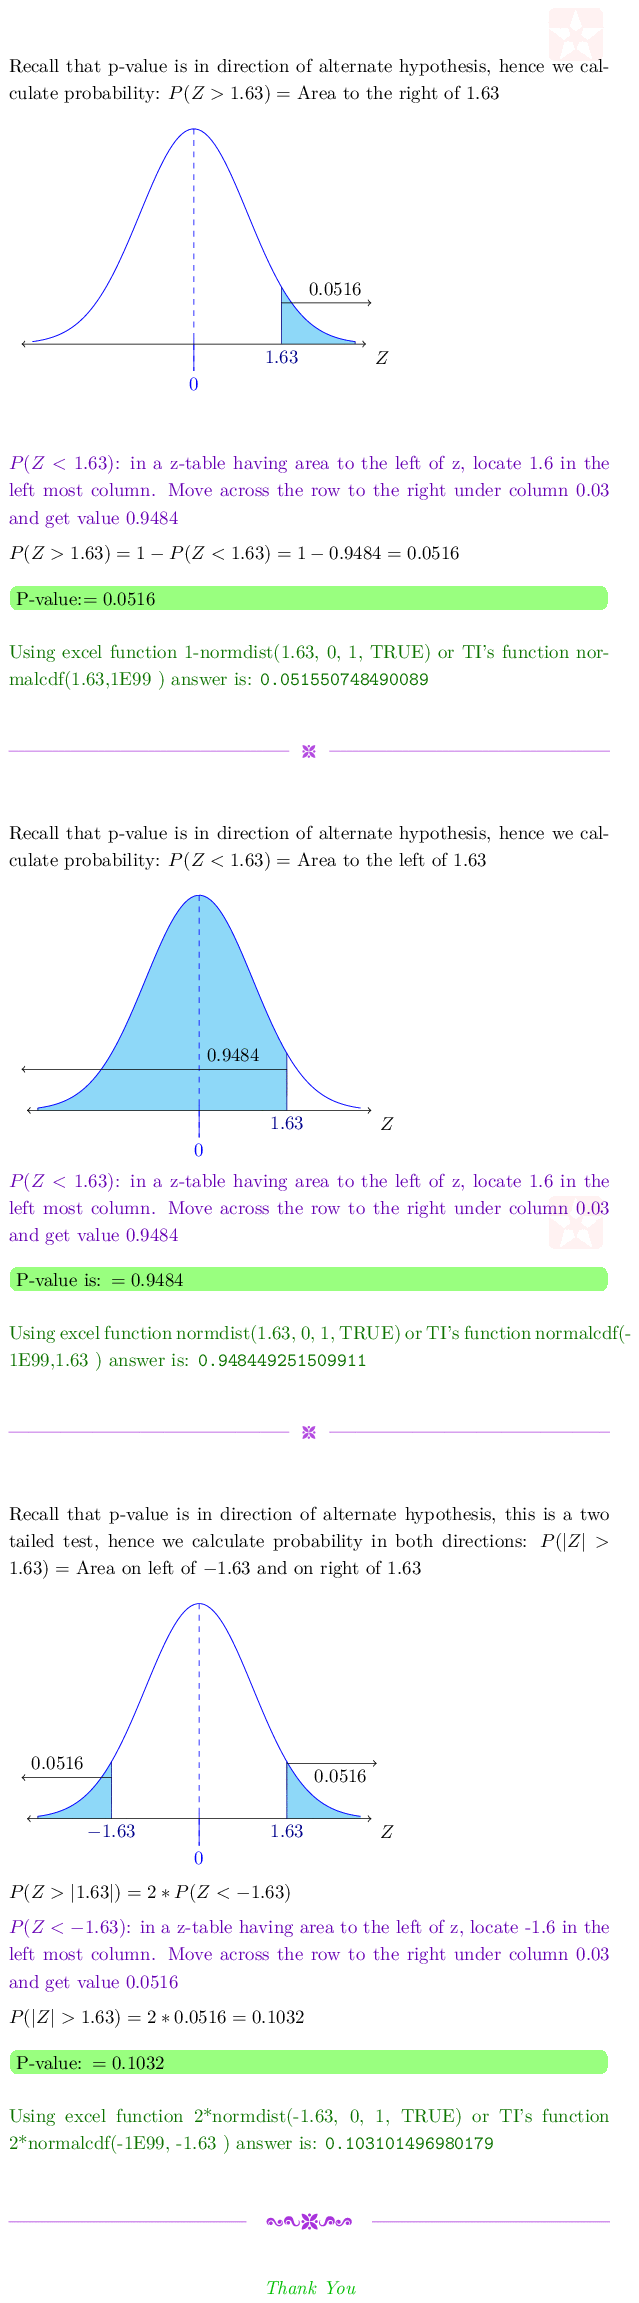 Recall that p-value is in direction of alternate hypothesis, hence we cal-
culate probability: P(Z > 1.63) = Area to the right of 1.63
0.0516
1.63
Z
0
P(Z < 1.63): in a z-table having area to the left of z, locate 1.6 in the
left most column. Move across the row to the right under column 0.03
and get value 0.9484
P(Z > 1.63) = 1 − P(Z < 1.63) = 1 − 0.9484 = 0.0516
P-value:= 0.0516
Using excel function 1-normdist(1.63, 0, 1, TRUE) or TI's function nor-
malcdf(1.63,1E99 ) answer is: 0.051550748490089
Recall that p-value is in direction of alternate hypothesis, hence we cal-
culate probability: P(Z < 1.63) = Area to the left of 1.63
0.9484
1.63
Z
0
P(Z < 1.63): in a z-table having area to the left of z, locate 1.6 in the
left most column. Move across the row to the right under column 0.03
and get value 0.9484
P-value is: = 0.9484
Using excel function normdist(1.63, 0, 1, TRUE) or TI's function normalcdf(-
1E99,1.63 ) answer is: 0.948449251509911
Recall that p-value is in direction of alternate hypothesis, this is a two
tailed test, hence we calculate probability in both directions: P(|Z| >
1.63) = Area on left of −1.63 and on right of 1.63
0.0516
0.0516
−1.63
1.63
Z
0
P(Z > |1.63|) = 2 ∗ P(Z < −1.63)
P(Z < −1.63): in a z-table having area to the left of z, locate -1.6 in the
left most column. Move across the row to the right under column 0.03
and get value 0.0516
P(|Z| > 1.63) = 2 ∗ 0.0516 = 0.1032
P-value: = 0.1032
Using excel function 2*normdist(-1.63, 0, 1, TRUE) or TI's function
2*normalcdf(-1E99, -1.63 ) answer is: 0.103101496980179
Thank You